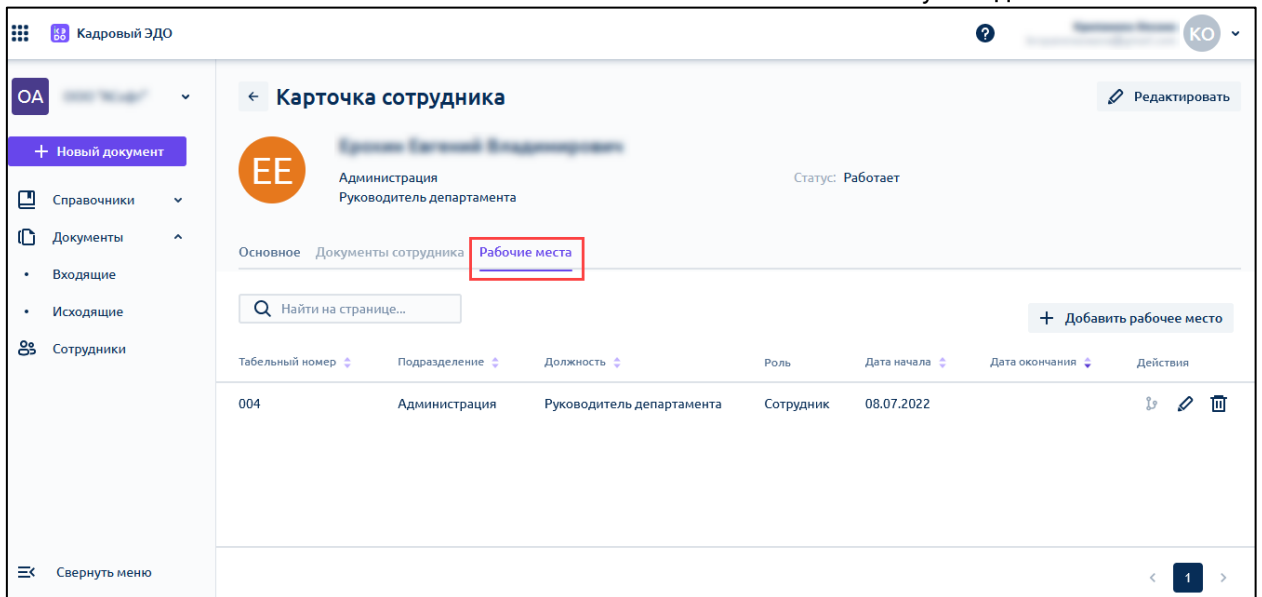 Кадровый ЭДО
KO
OA
Карточка сотрудника
Редактировать
+ Новый документ
EE
Администрация
Руководитель департамента
Статус: Работает
Справочники
Документы
Входящие
Исходящие
Сотрудники
Основное Документы сотрудника Рабочие места
Найти на странице...
+ Добавить рабочее место
Табельный номер Подразделение Должность Роль Дата начала Дата окончания Действия
004 Администрация Руководитель департамента Сотрудник 08.07.2022
Свернуть меню
< 1 >